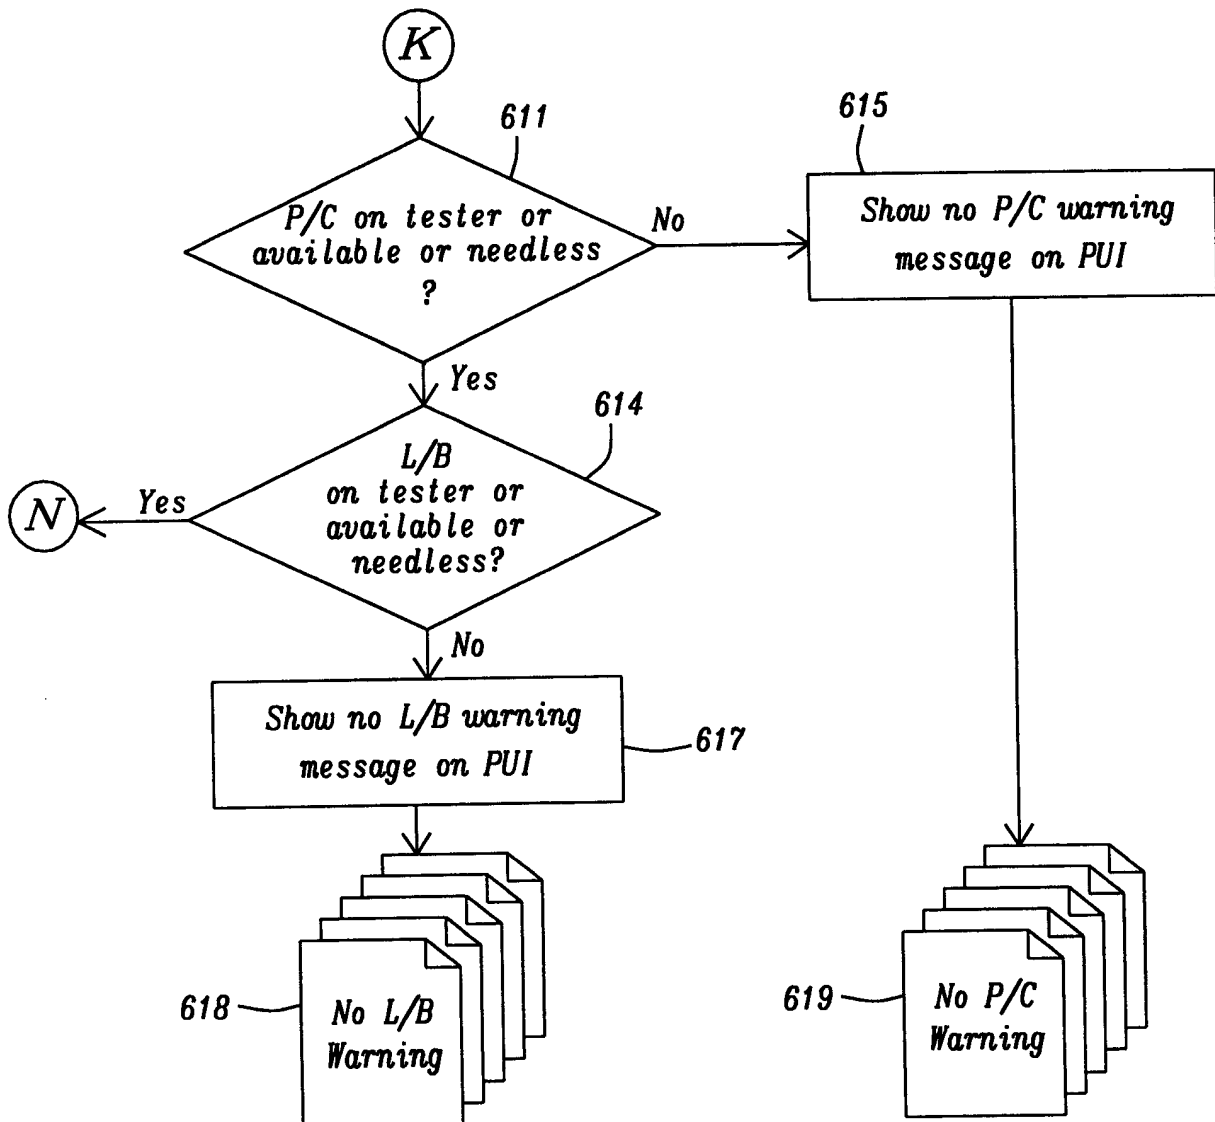 K
611
P/C on tester or
available or needless
?
No
615
Show no P/C warning
message on PUI
Yes
614
L/B
on tester or
available or
needless?
Yes
N
No
Show no L/B warning
message on PUI
617
618
No L/B
Warning
619
No P/C
Warning